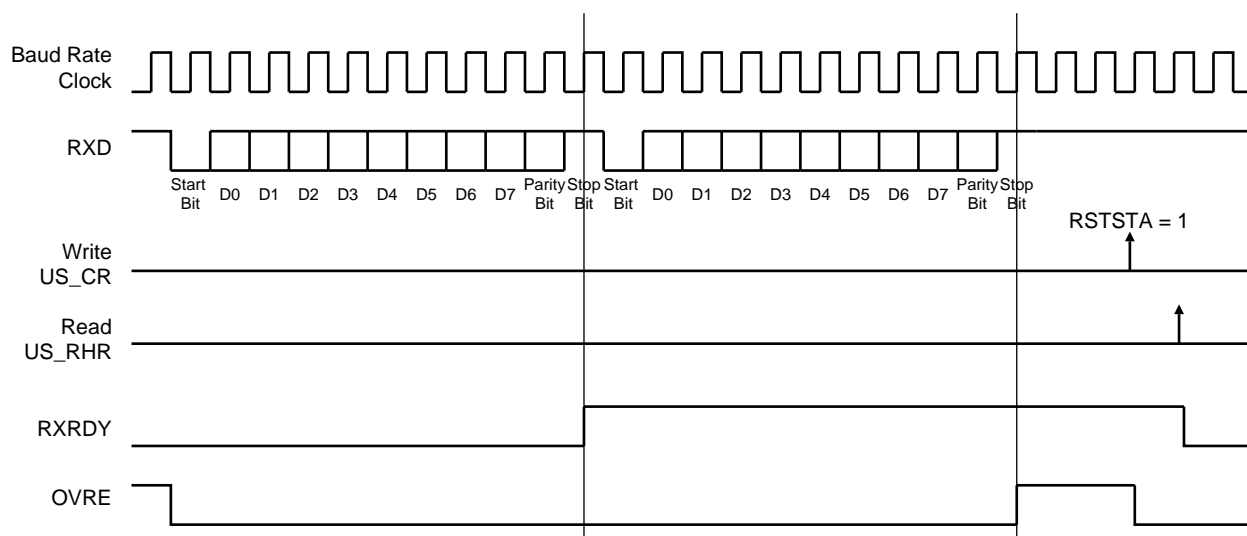 Baud Rate
Clock
RXD
Start
Bit
D0
D1
D2
D3
D4
D5
D6
D7
Parity
Bit
Stop
Bit
Start
Bit
D0
D1
D2
D3
D4
D5
D6
D7
Parity
Bit
Stop
Bit
RSTSTA = 1
Write
US_CR
Read
US_RHR
RXRDY
OVRE